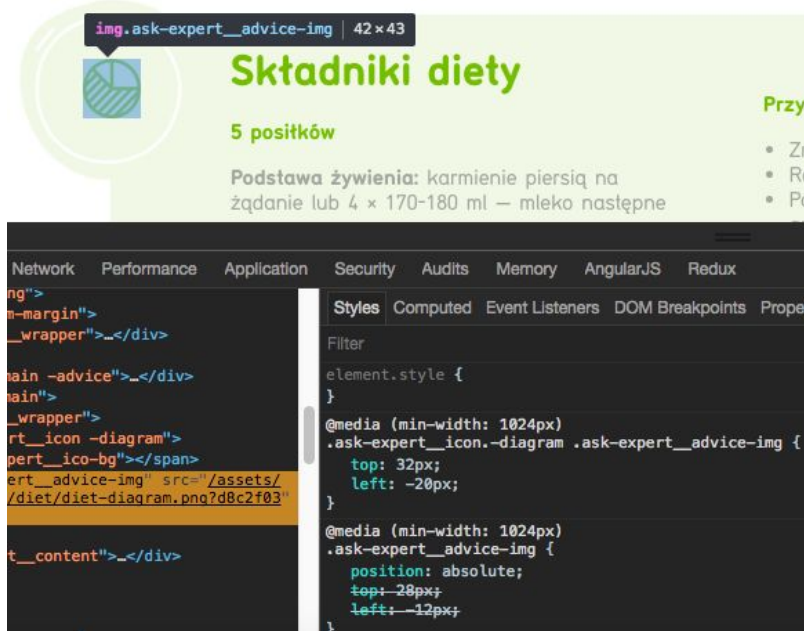 img.ask-expert__advice-img | 42×43
Składniki diety
5 posiłków
Podstawa żywienia: karmienie piersią na
żądanie lub 4 × 170-180 ml – mleko następne
Przy
Network Performance Application Security Audits Memory AngularJS Redux
ng">
m-margin">
__wrapper">…</div>
main -advice">…</div>
main">
_wrapper">
rt__icon -diagram">
pert__ico-bg"></span>
ert__advice-img" src="/assets/
/diet/diet-diagram.png?d8c2f03"
t__content">…</div>
Styles Computed Event Listeners DOM Breakpoints Prope
Filter
element.style {
}
@media (min-width: 1024px)
.ask-expert__icon.-diagram .ask-expert__advice-img {
top: 32px;
left: -20px;
}
@media (min-width: 1024px)
.ask-expert__advice-img {
position: absolute;
top: 28px;
left: -12px;
}